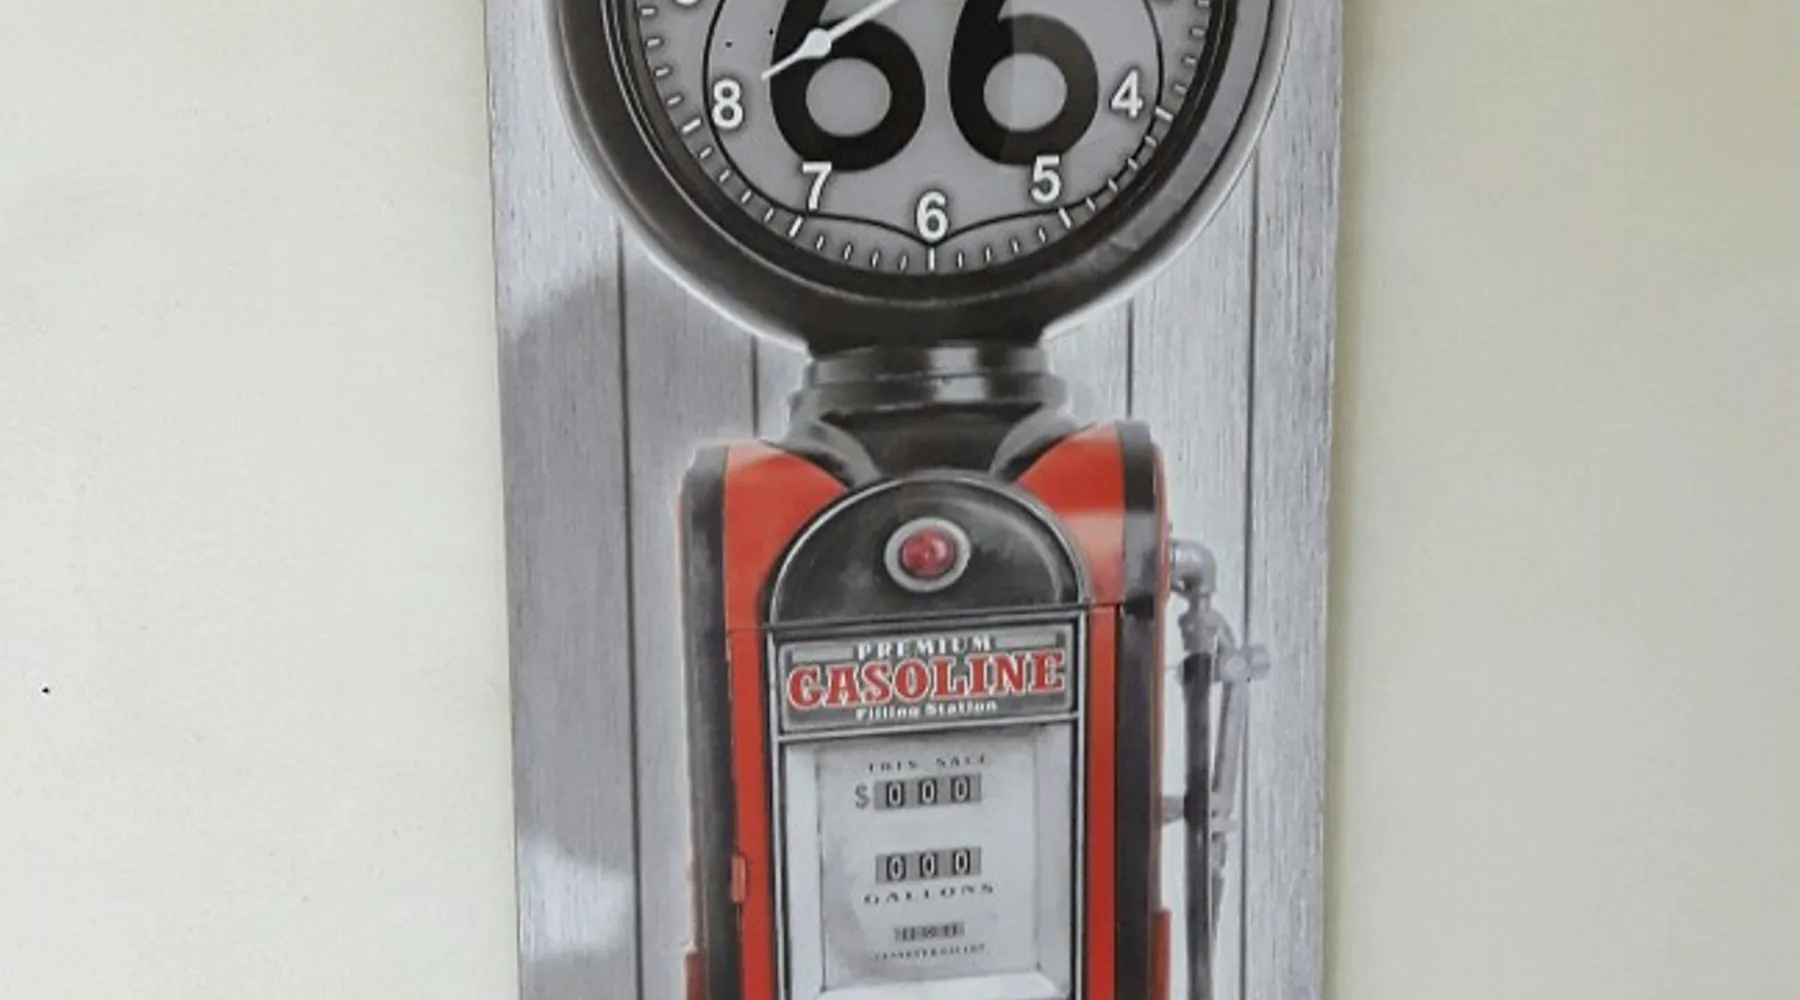 66
8
4
7
5
6
PREMIUM
GASOLINE
Filling Station
THIS SALE
$ 000
000
GALLONS